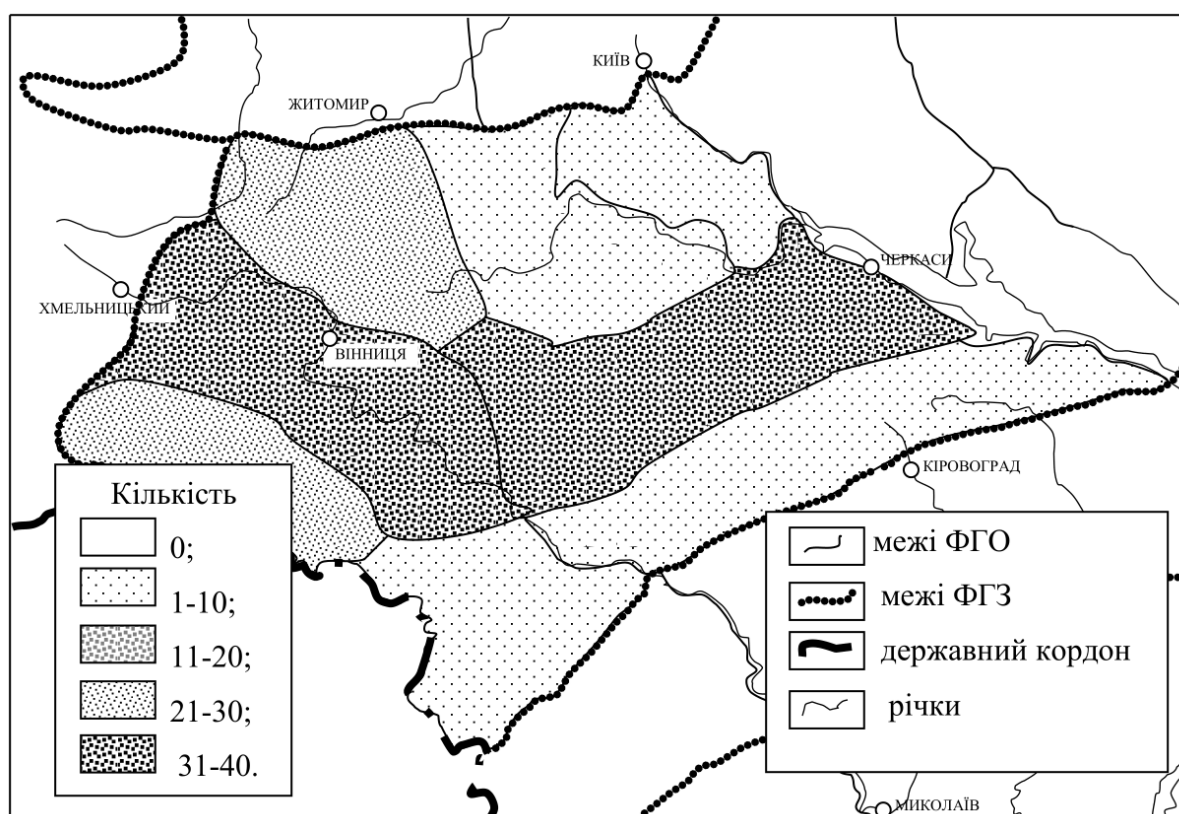 КИЇВ
ЖИТОМИР
ЧЕРКАСИ
ХМЕЛЬНИЦЬКИЙ
ВІННИЦЯ
КІРОВОГРАД
МИКОЛАЇВ
Кількість
0;
1-10;
11-20;
21-30;
31-40.
межі ФГО
межі ФГЗ
державний кордон
річки